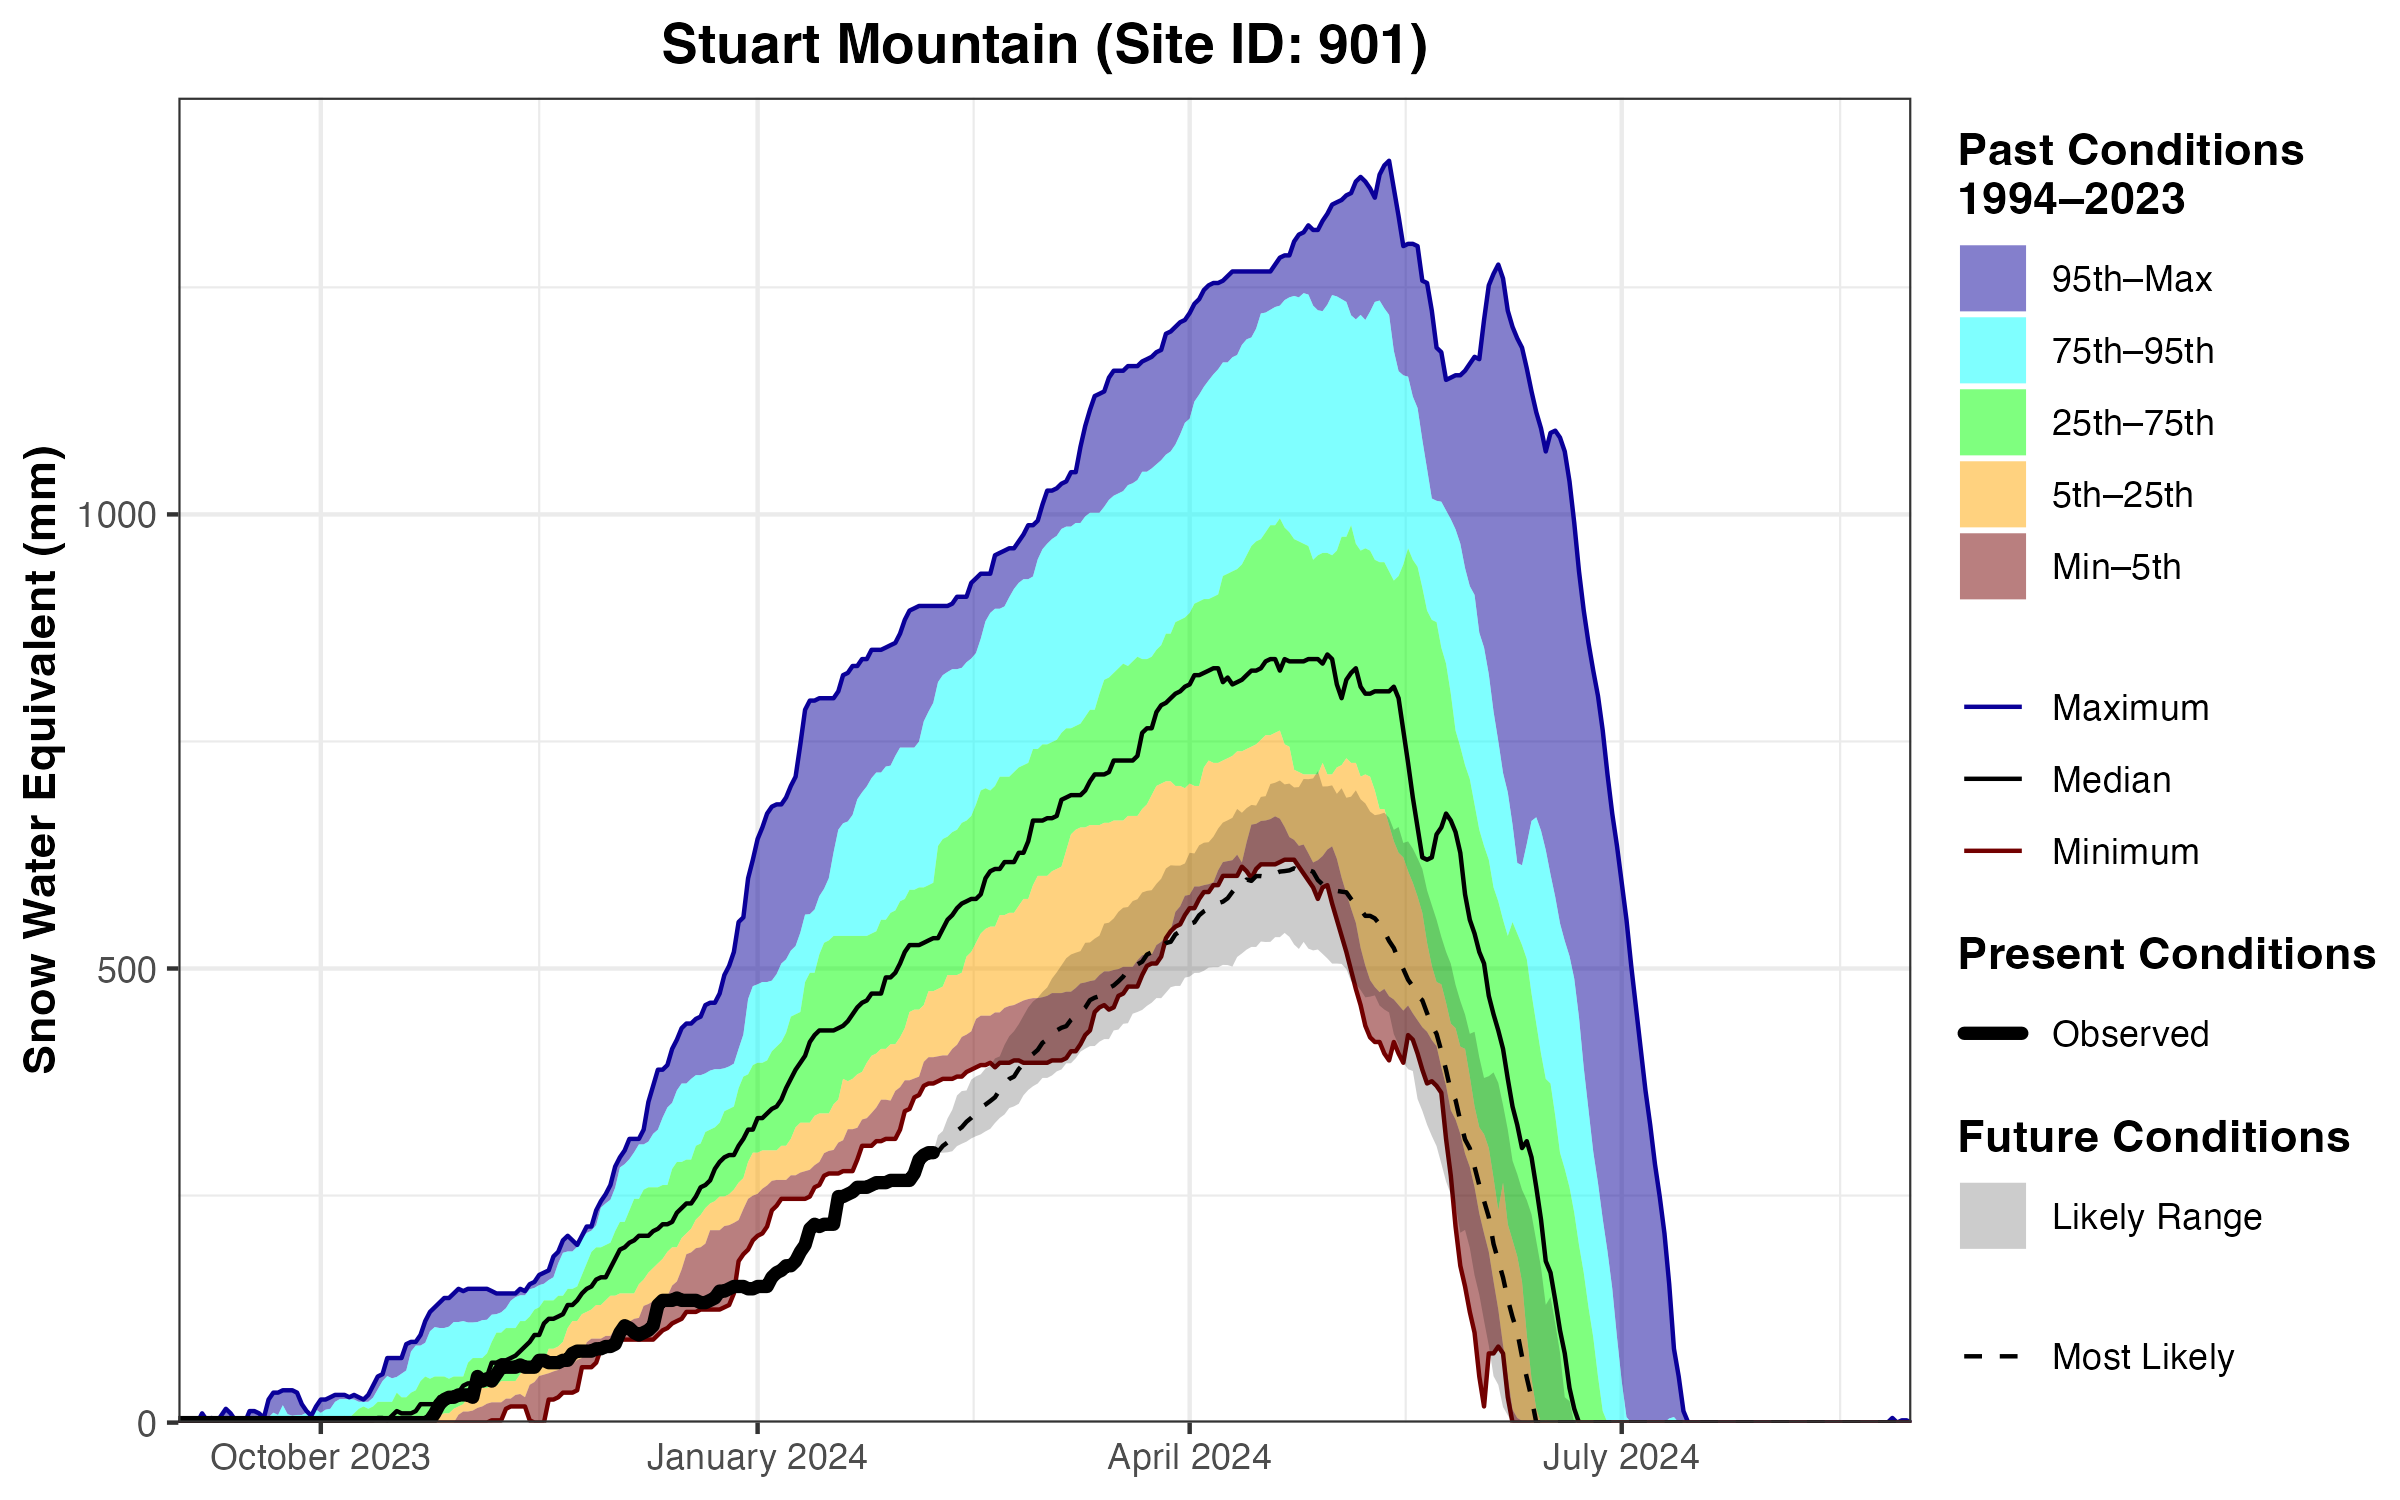 Stuart Mountain (Site ID: 901)
Snow Water Equivalent (mm)
1000
500
0
October 2023
January 2024
April 2024
July 2024
Past Conditions
1994–2023
95th–Max
75th–95th
25th–75th
5th–25th
Min–5th
Maximum
Median
Minimum
Present Conditions
Observed
Future Conditions
Likely Range
Most Likely